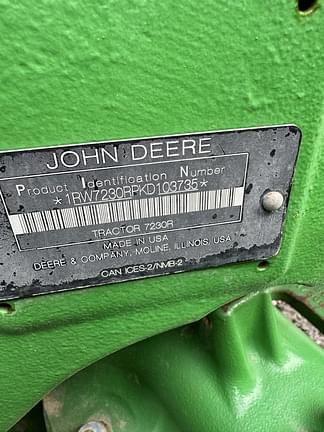 JOHN DEERE
Product Identification Number
*1RW7230RPKD103735*
TRACTOR 7230R
MADE IN USA
DEERE & COMPANY, MOLINE, ILLINOIS, USA
CAN ICES-2/NMB-2